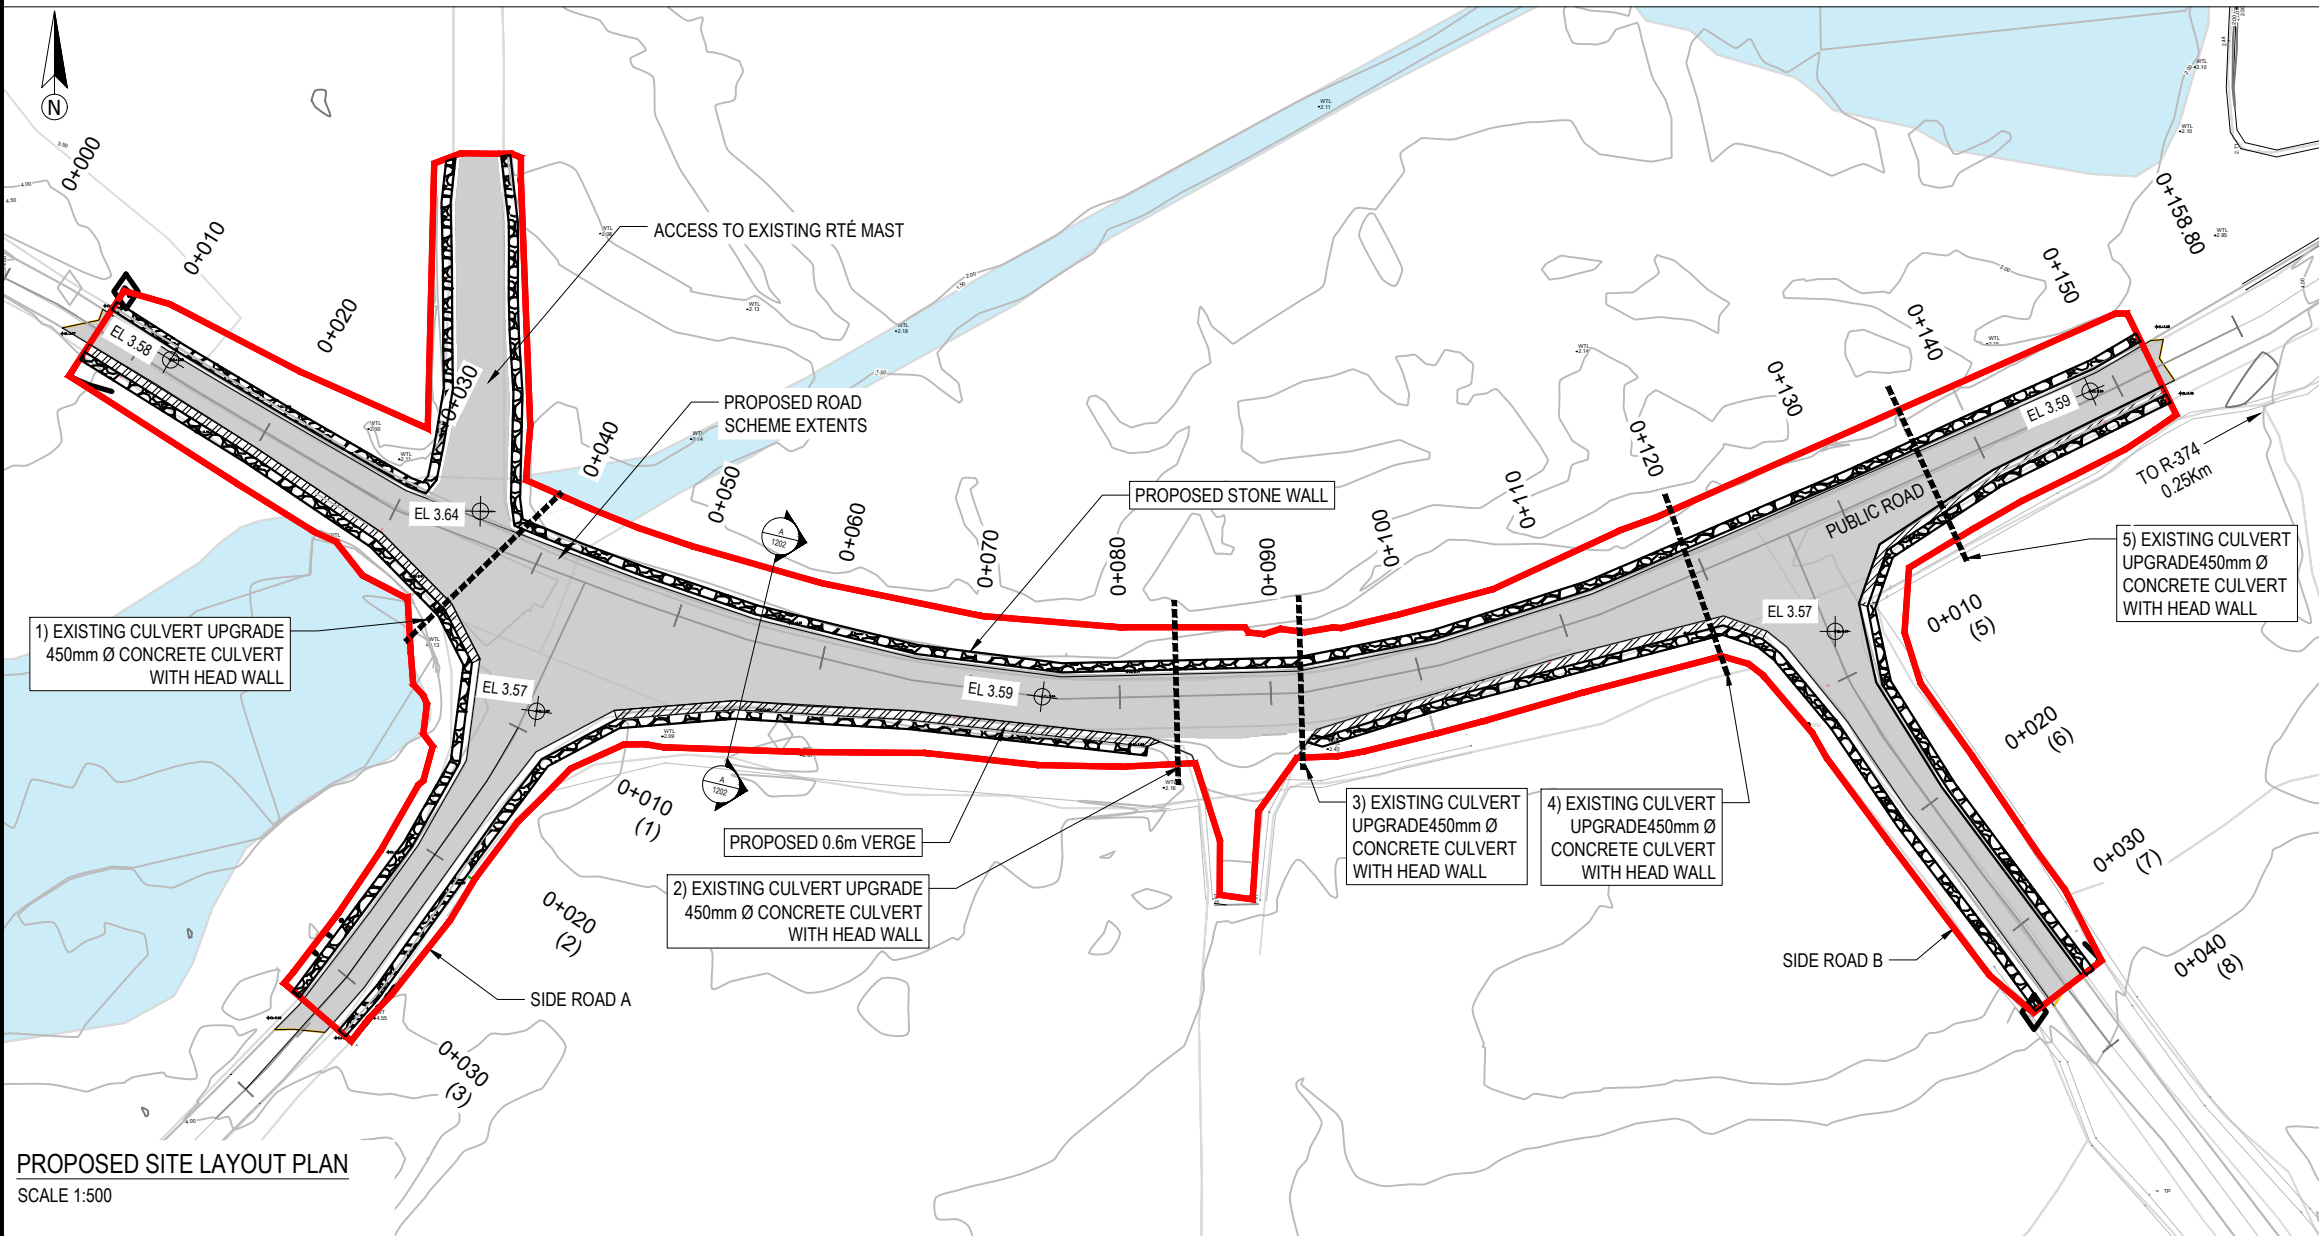 N
0+000
0+010
0+020
0+030
0+040
0+050
0+060
0+070
0+080
0+090
0+100
0+110
0+120
0+130
0+140
0+150
0+158.80
ACCESS TO EXISTING RTÉ MAST
PROPOSED ROAD
SCHEME EXTENTS
PROPOSED STONE WALL
EL 3.58
EL 3.64
EL 3.57
EL 3.59
EL 3.57
EL 3.59
PUBLIC ROAD
TO R-374
0.25Km
A
1202
A
1202
1) EXISTING CULVERT UPGRADE
450mm Ø CONCRETE CULVERT
WITH HEAD WALL
5) EXISTING CULVERT
UPGRADE450mm Ø
CONCRETE CULVERT
WITH HEAD WALL
0+010
(1)
0+020
(2)
0+030
(3)
PROPOSED 0.6m VERGE
2) EXISTING CULVERT UPGRADE
450mm Ø CONCRETE CULVERT
WITH HEAD WALL
3) EXISTING CULVERT
UPGRADE450mm Ø
CONCRETE CULVERT
WITH HEAD WALL
4) EXISTING CULVERT
UPGRADE450mm Ø
CONCRETE CULVERT
WITH HEAD WALL
0+010
(5)
0+020
(6)
0+030
(7)
0+040
(8)
SIDE ROAD A
SIDE ROAD B
PROPOSED SITE LAYOUT PLAN
SCALE 1:500